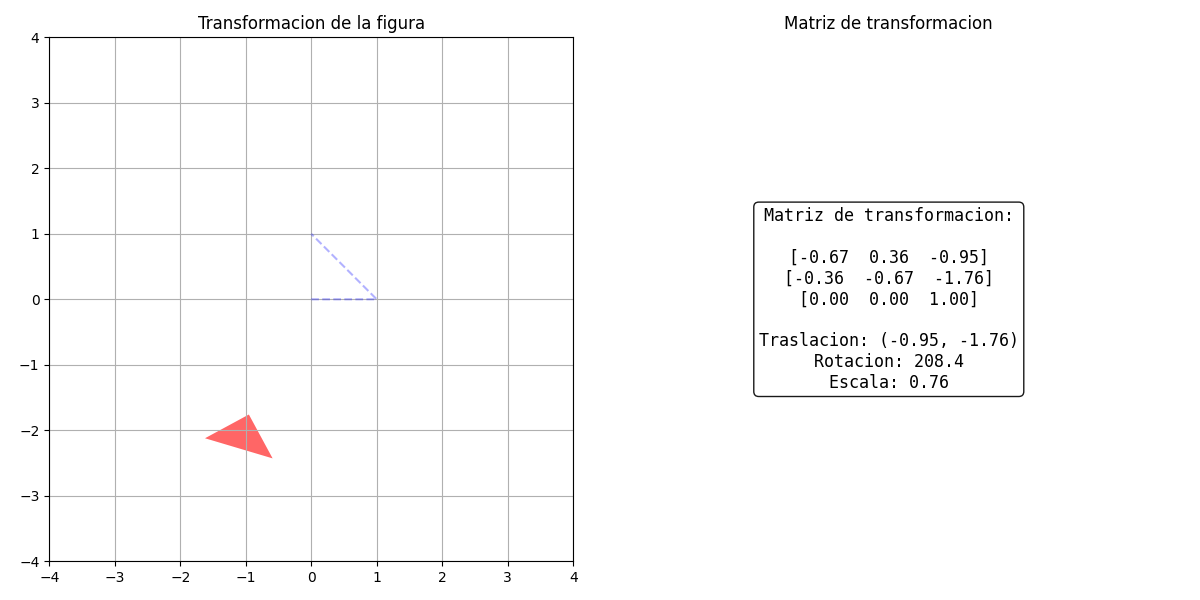 Transformacion de la figura
4
3
2
1
0
−1
−2
−3
−4
−4 −3 −2 −1 0 1 2 3 4
Matriz de transformacion
Matriz de transformacion:
[-0.67 0.36 -0.95]
[-0.36 -0.67 -1.76]
[0.00 0.00 1.00]
Traslacion: (-0.95, -1.76)
Rotacion: 208.4
Escala: 0.76